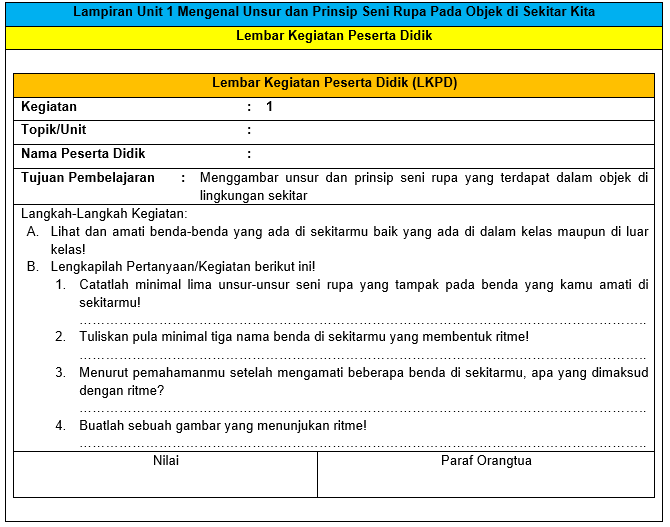 Lampiran Unit 1 Mengenal Unsur dan Prinsip Seni Rupa Pada Objek di Sekitar Kita
Lembar Kegiatan Peserta Didik
Lembar Kegiatan Peserta Didik (LKPD)
Kegiatan : 1
Topik/Unit :
Nama Peserta Didik :
Tujuan Pembelajaran : Menggambar unsur dan prinsip seni rupa yang terdapat dalam objek di
lingkungan sekitar
Langkah-Langkah Kegiatan:
A. Lihat dan amati benda-benda yang ada di sekitarmu baik yang ada di dalam kelas maupun di luar
kelas!
B. Lengkapilah Pertanyaan/Kegiatan berikut ini!
1. Catatlah minimal lima unsur-unsur seni rupa yang tampak pada benda yang kamu amati di
sekitarmu!
................................................................................
2. Tuliskan pula minimal tiga nama benda di sekitarmu yang membentuk ritme!
................................................................................
3. Menurut pemahamanmu setelah mengamati beberapa benda di sekitarmu, apa yang dimaksud
dengan ritme?
................................................................................
4. Buatlah sebuah gambar yang menunjukan ritme!
................................................................................
Nilai Paraf Orangtua